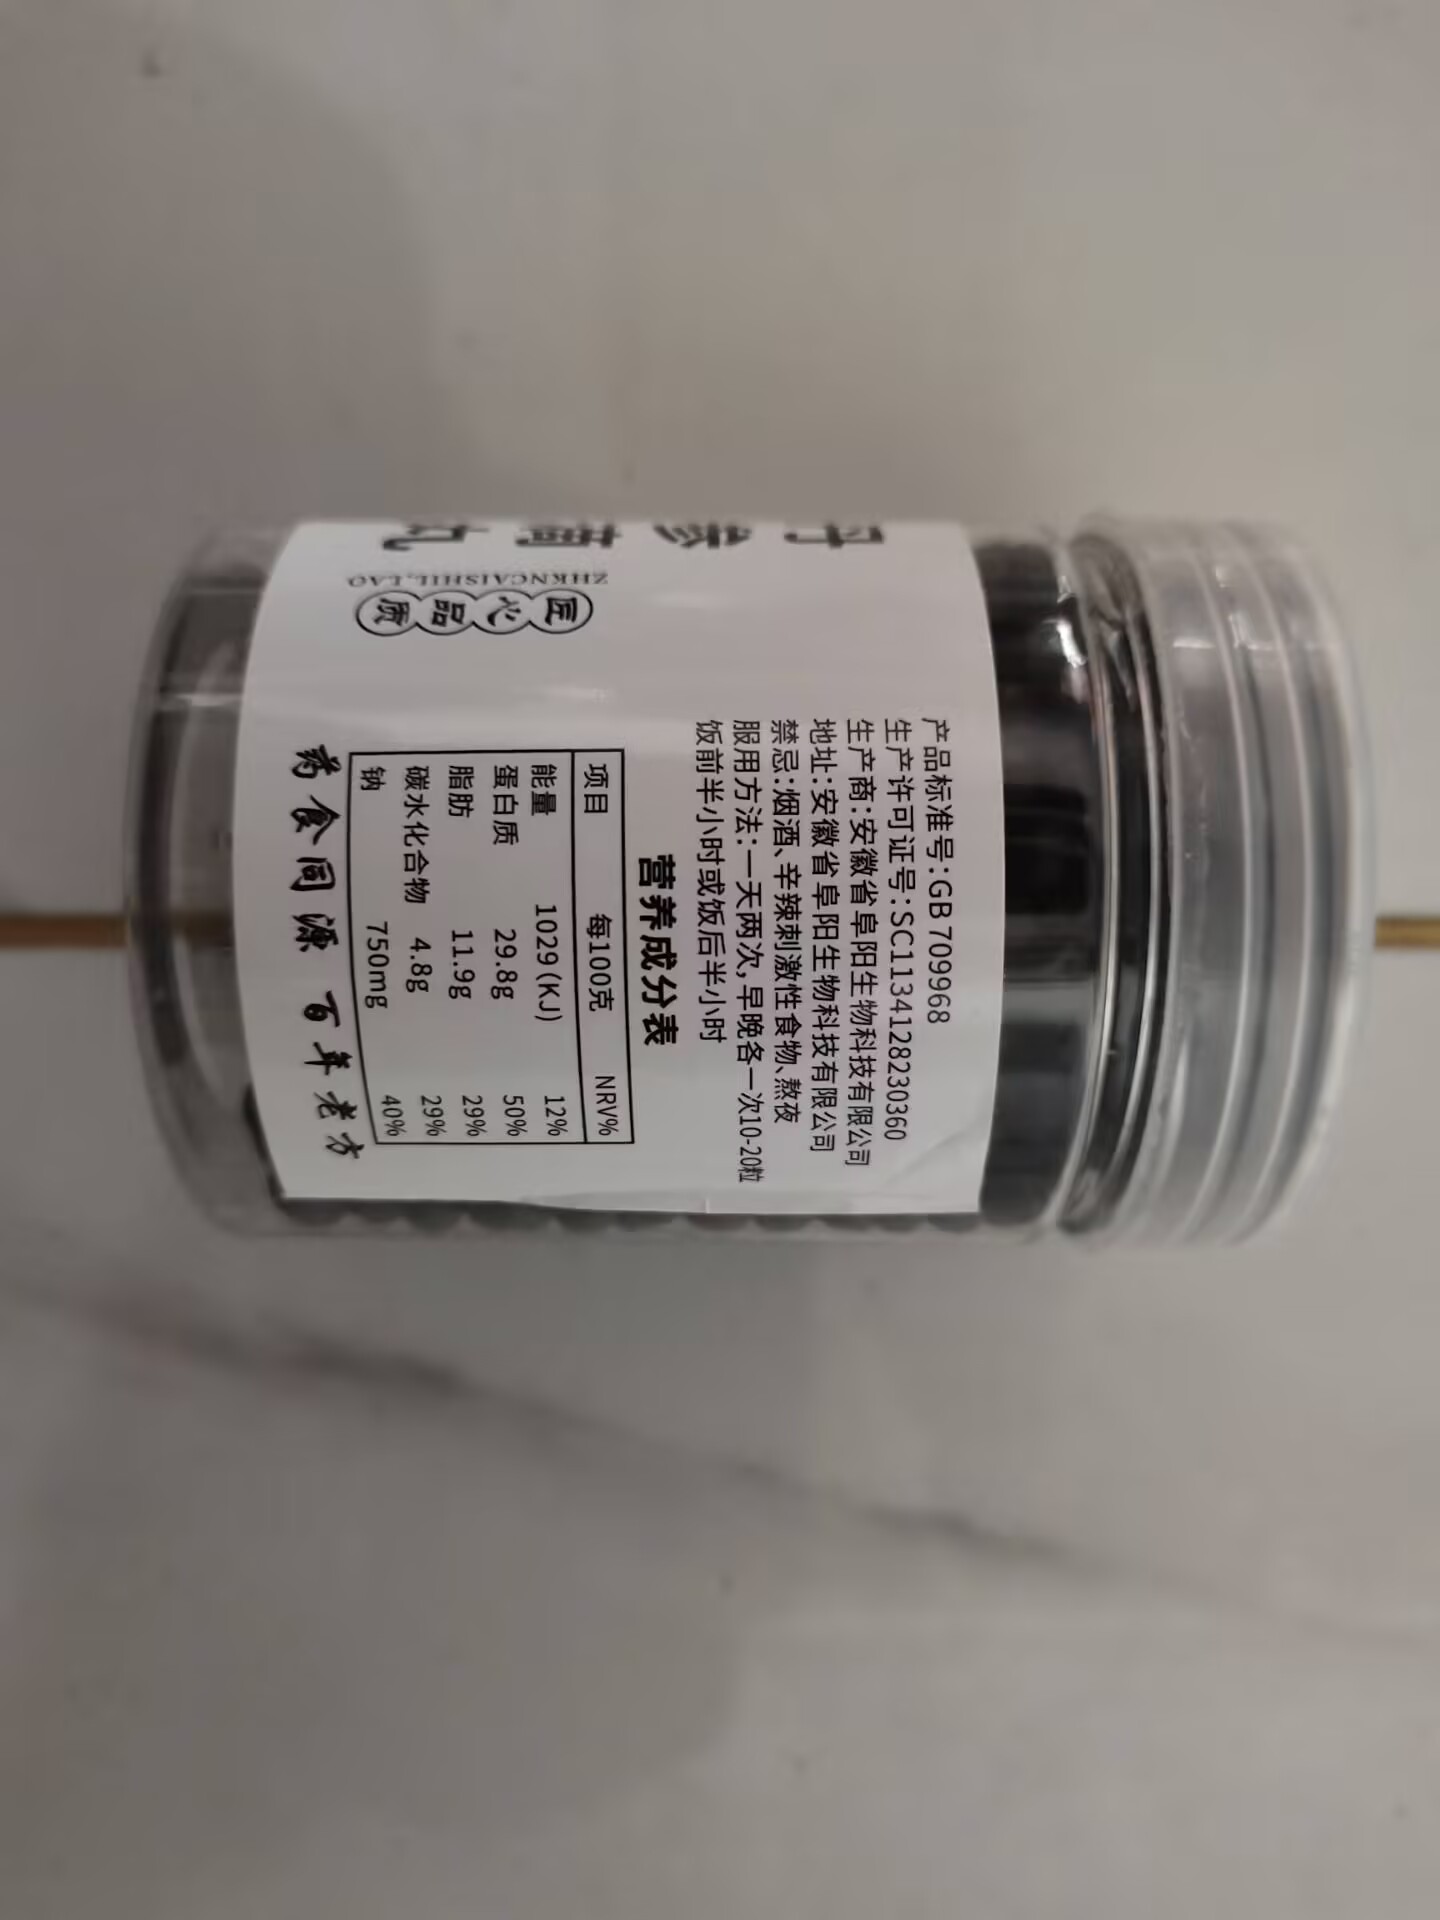 丹参葛丸
ZHKNCAISHIL.LAO
匠心品质
产品标准号:GB 709968
生产许可证号:SC1134128230360
生产商:安徽省阜阳生物科技有限公司
地址:安徽省阜阳生物科技有限公司
禁忌:烟酒、辛辣刺激性食物、熬夜
服用方法:一天两次,早晚各一次10-20粒
饭前半小时或饭后半小时
营养成分表
项目 每100克 NRV%
能量 1029(KJ) 12%
蛋白质 29.8g 50%
脂肪 11.9g 29%
碳水化合物 4.8g 29%
钠 750mg 40%
药食同源 百年老方